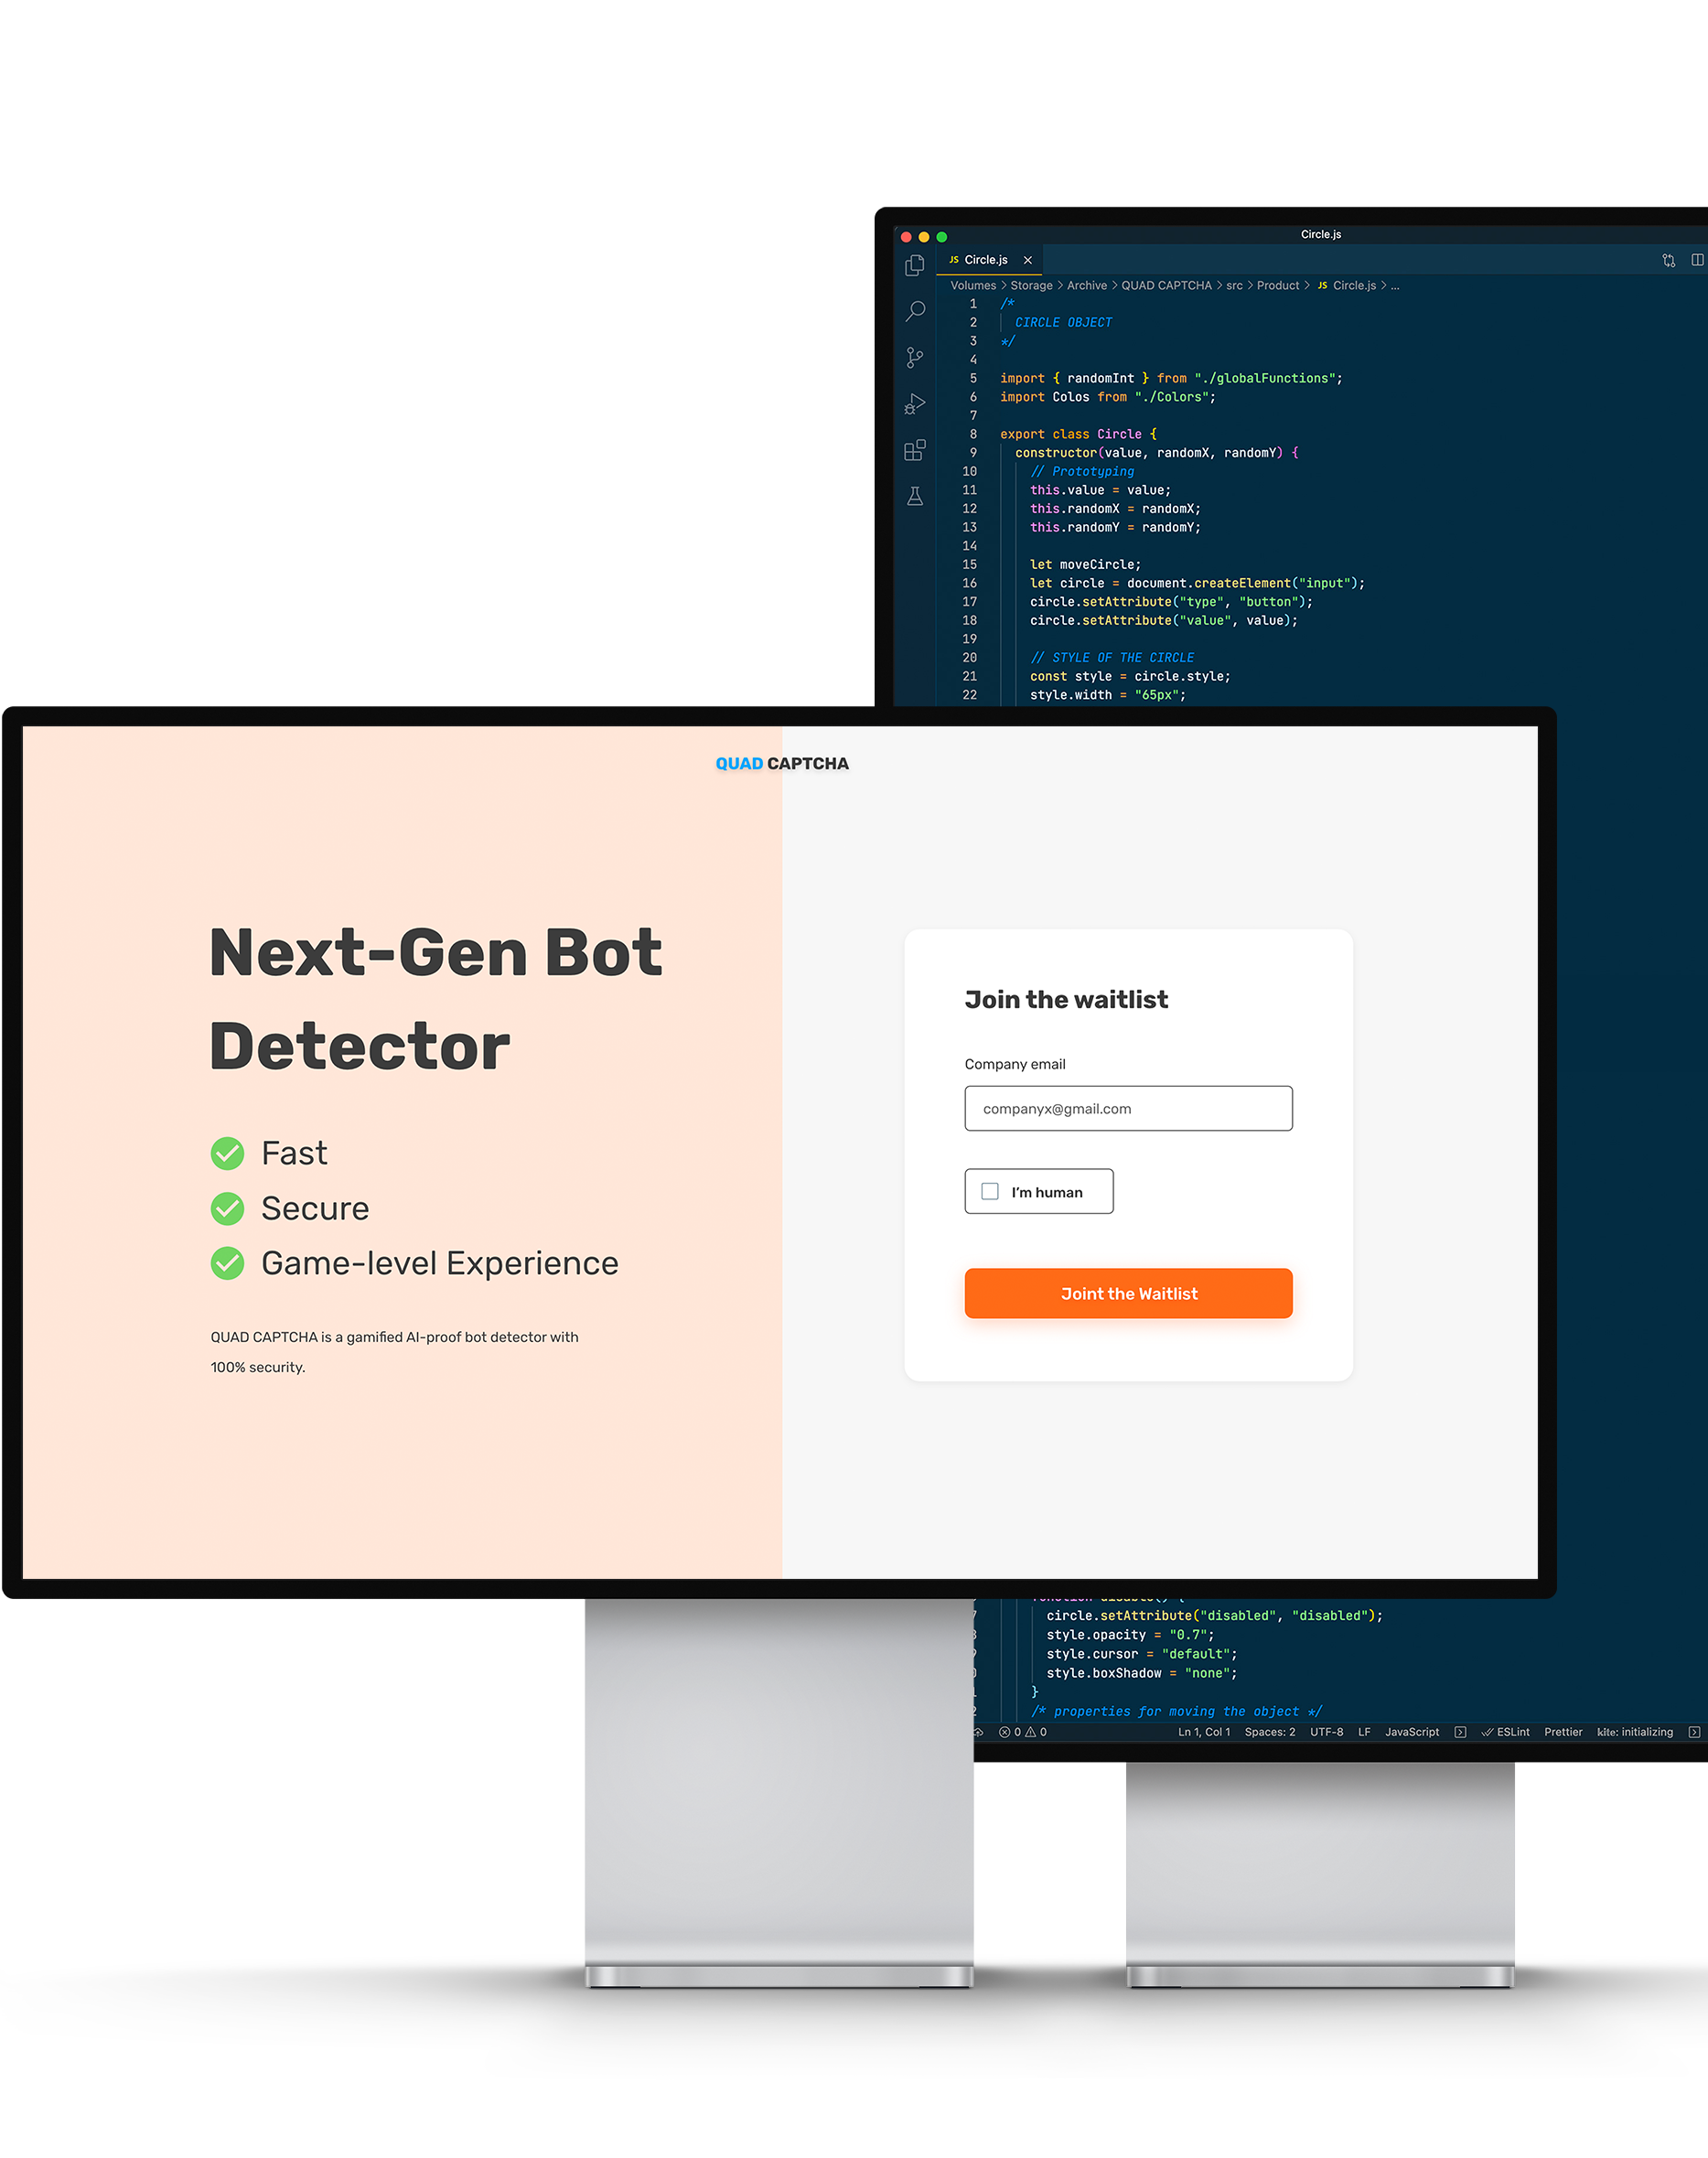 Circle.js
JS Circle.js
Volumes > Storage > Archive > QUAD CAPTCHA > src > Product > JS Circle.js > ...
1 /*
2 CIRCLE OBJECT
3 */
4
5 import { randomInt } from "./globalFunctions";
6 import Colos from "./Colors";
7
8 export class Circle {
9 constructor(value, randomX, randomY) {
10 // Prototyping
11 this.value = value;
12 this.randomX = randomX;
13 this.randomY = randomY;
14
15 let moveCircle;
16 let circle = document.createElement("input");
17 circle.setAttribute("type", "button");
18 circle.setAttribute("value", value);
19
20 // STYLE OF THE CIRCLE
21 const style = circle.style;
22 style.width = "65px";
QUAD CAPTCHA
Next-Gen Bot
Detector
Fast
Secure
Game-level Experience
QUAD CAPTCHA is a gamified AI-proof bot detector with
100% security.
Join the waitlist
Company email
companyx@gmail.com
I'm human
Joint the Waitlist
circle.setAttribute("disabled", "disabled");
style.opacity = "0.7";
style.cursor = "default";
style.boxShadow = "none";
}
/* properties for moving the object */
0 0 Ln 1, Col 1 Spaces: 2 UTF-8 LF JavaScript ESLint Prettier kite: initializing